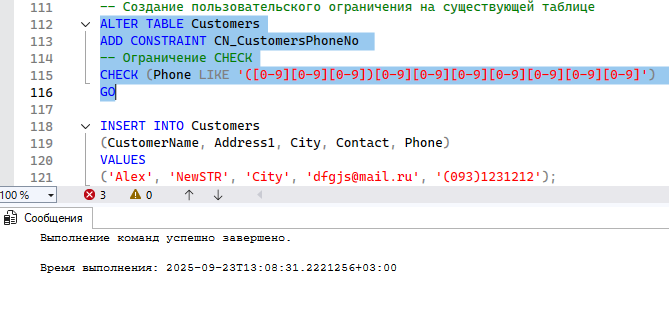 111 -- Создание пользовательского ограничения на существующей таблице
112 ALTER TABLE Customers
113 ADD CONSTRAINT CN_CustomersPhoneNo
114 -- Ограничение CHECK
115 CHECK (Phone LIKE '([0-9][0-9][0-9])[0-9][0-9][0-9][0-9][0-9][0-9][0-9]')
116 GO
117
118 INSERT INTO Customers
119 (CustomerName, Address1, City, Contact, Phone)
120 VALUES
121 ('Alex', 'NewSTR', 'City', 'dfgjs@mail.ru', '(093)1231212');
100 % 3 0
Сообщения
Выполнение команд успешно завершено.
Время выполнения: 2025-09-23T13:08:31.2221256+03:00